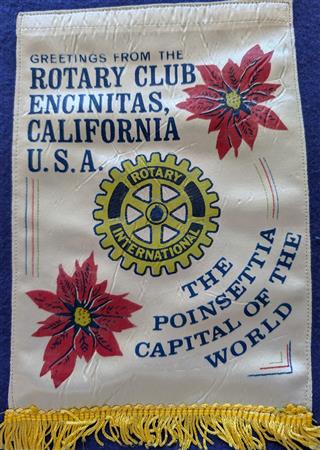 GREETINGS FROM THE
ROTARY CLUB
ENCINITAS,
CALIFORNIA
U.S.A.
ROTARY
INTERNATIONAL
THE
POINSETTIA
CAPITAL OF THE
WORLD